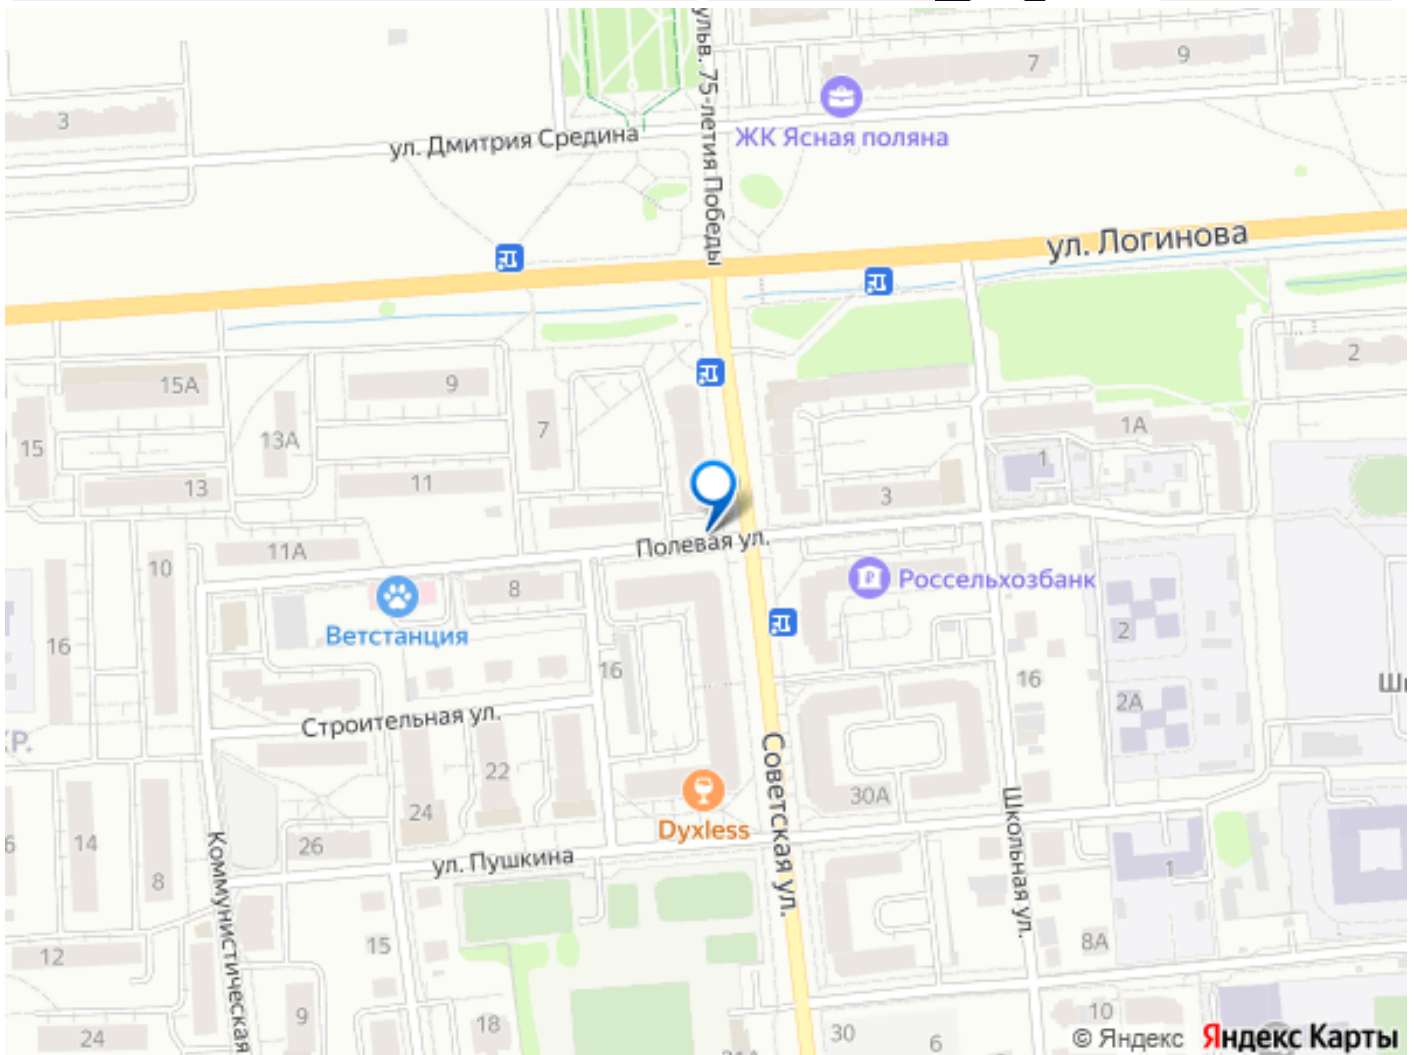 ульв. 75-летия Победы
7
9
3
ул. Дмитрия Средина
ЖК Ясная поляна
ул. Логинова
2
15А
9
1А
15
13А
7
1
13
11
3
Полевая ул.
11А
10
8
Россельхозбанк
Ветстанция
2
16
16
16
2А
Строительная ул.
КР.
22
Советская ул.
30А
24
Dyxless
Школьная ул.
14
26
ул. Пушкина
8
1
Коммунистическая
15
8А
12
9
18
24
30
6
10
© Яндекс Яндекс Карты